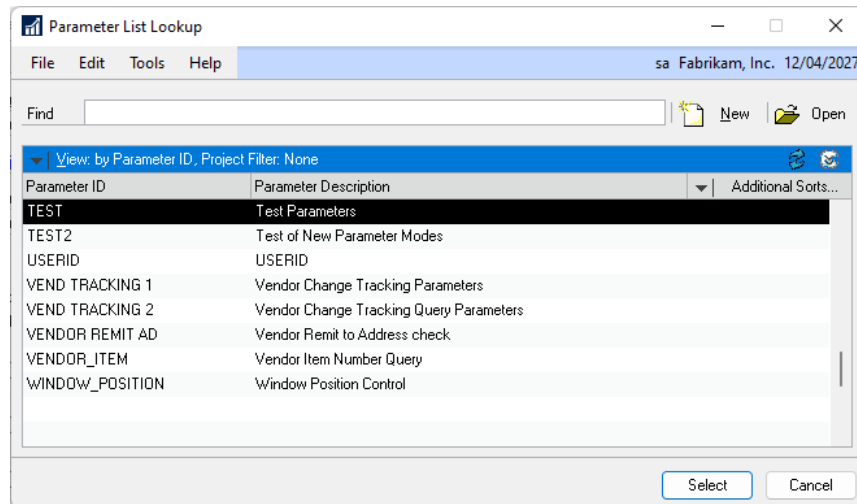 Parameter List Lookup
File Edit Tools Help sa Fabrikam, Inc. 12/04/2027
Find New Open
View: by Parameter ID, Project Filter: None
Parameter ID Parameter Description Additional Sorts...
TEST Test Parameters
TEST2 Test of New Parameter Modes
USERID USERID
VEND TRACKING 1 Vendor Change Tracking Parameters
VEND TRACKING 2 Vendor Change Tracking Query Parameters
VENDOR REMIT AD Vendor Remit to Address check
VENDOR_ITEM Vendor Item Number Query
WINDOW_POSITION Window Position Control
Select Cancel